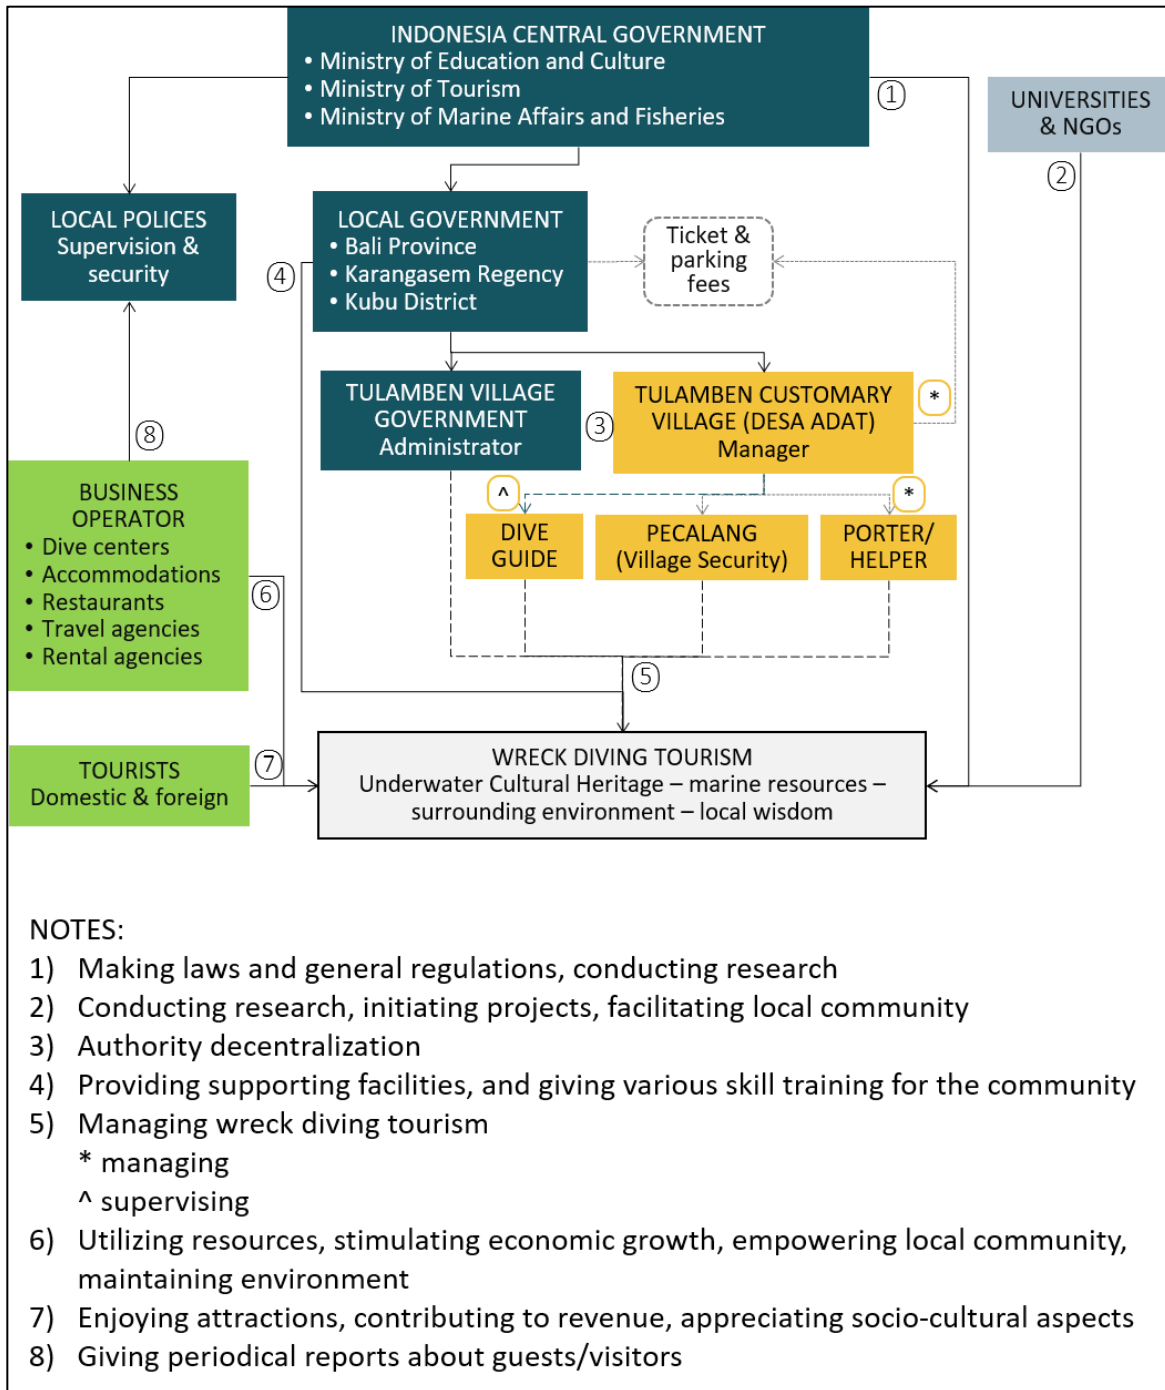 INDONESIA CENTRAL GOVERNMENT
• Ministry of Education and Culture
• Ministry of Tourism
• Ministry of Marine Affairs and Fisheries
1
UNIVERSITIES
& NGOs
2
LOCAL POLICES
Supervision &
security
LOCAL GOVERNMENT
• Bali Province
• Karangasem Regency
• Kubu District
4
Ticket &
parking
fees
TULAMBEN VILLAGE
GOVERNMENT
Administrator
3
TULAMBEN CUSTOMARY
VILLAGE (DESA ADAT)
Manager
*
8
BUSINESS
OPERATOR
• Dive centers
• Accommodations
• Restaurants
• Travel agencies
• Rental agencies
6
^
*
DIVE
GUIDE
PECALANG
(Village Security)
PORTER/
HELPER
5
TOURISTS
Domestic & foreign
7
WRECK DIVING TOURISM
Underwater Cultural Heritage – marine resources –
surrounding environment – local wisdom
NOTES:
1) Making laws and general regulations, conducting research
2) Conducting research, initiating projects, facilitating local community
3) Authority decentralization
4) Providing supporting facilities, and giving various skill training for the community
5) Managing wreck diving tourism
* managing
^ supervising
6) Utilizing resources, stimulating economic growth, empowering local community,
maintaining environment
7) Enjoying attractions, contributing to revenue, appreciating socio-cultural aspects
8) Giving periodical reports about guests/visitors